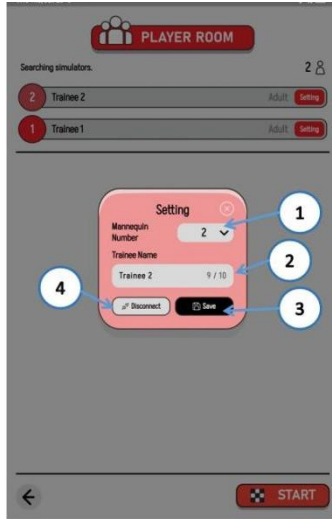 PLAYER ROOM
Searching simulators.
2
2 Trainee 2 Adult Setting
1 Trainee 1 Adult Setting
Setting
1
Mannequin
Number
2
Trainee Name
2
Trainee 2 9 / 10
4
Disconnect
Save
3
START